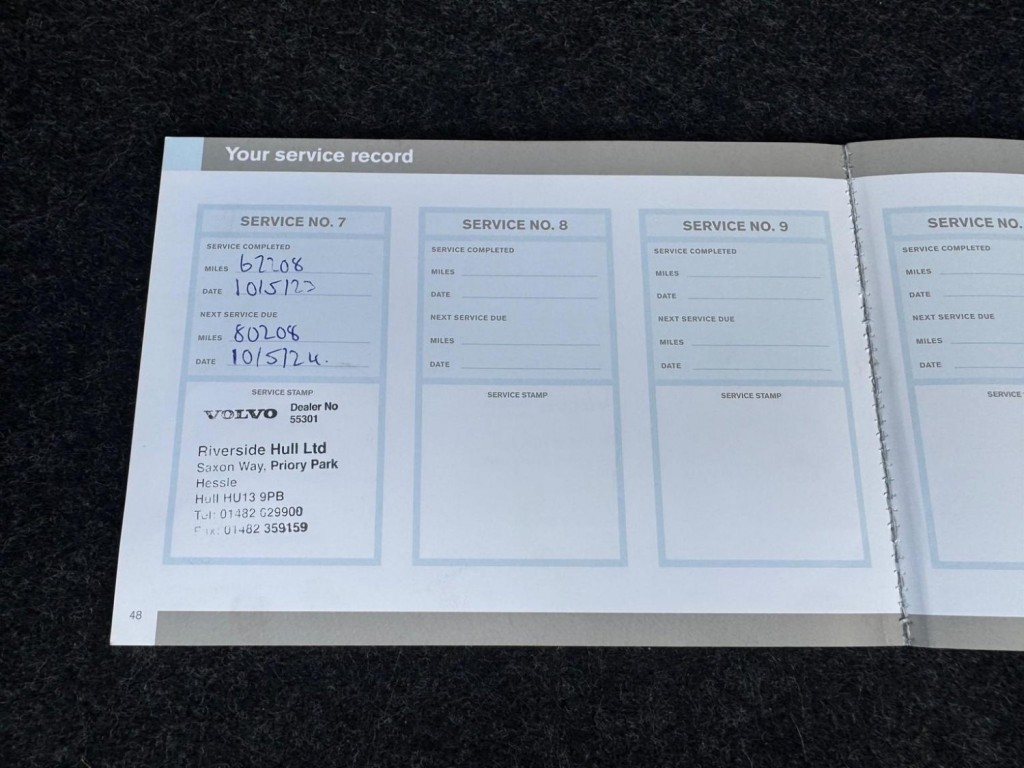 Your service record
SERVICE NO. 7
SERVICE COMPLETED
MILES 62208
DATE 10/5/23
NEXT SERVICE DUE
MILES 80208
DATE 10/5/24.
SERVICE STAMP
VOLVO Dealer No
55301
Riverside Hull Ltd
Saxon Way, Priory Park
Hessle
Hull HU13 9PB
Tel: 01482 629900
Fax: 01482 359159
SERVICE NO. 8
SERVICE COMPLETED
MILES
DATE
NEXT SERVICE DUE
MILES
DATE
SERVICE STAMP
SERVICE NO. 9
SERVICE COMPLETED
MILES
DATE
NEXT SERVICE DUE
MILES
DATE
SERVICE STAMP
SERVICE NO.
SERVICE COMPLETED
MILES
DATE
NEXT SERVICE DUE
MILES
DATE
SERVICE
48